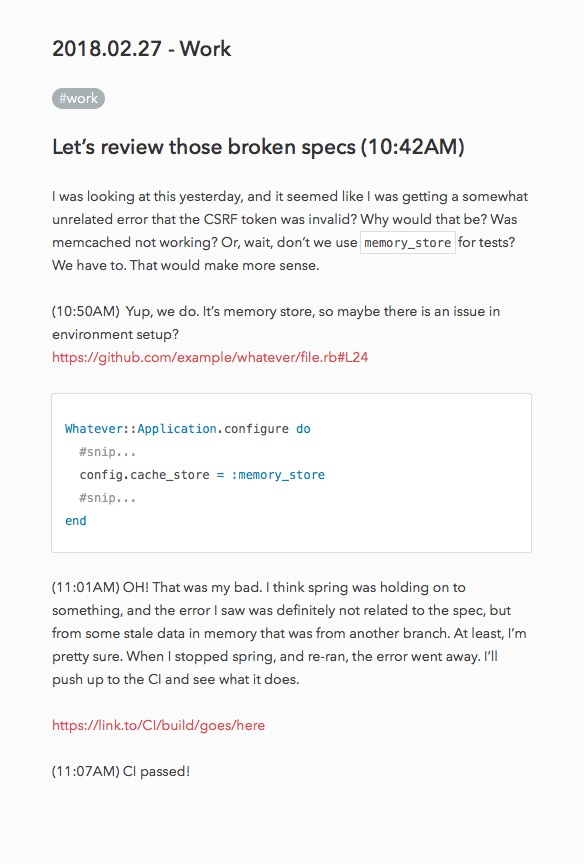 2018.02.27 - Work
#work
Let’s review those broken specs (10:42AM)
I was looking at this yesterday, and it seemed like I was getting a somewhat
unrelated error that the CSRF token was invalid? Why would that be? Was
memcached not working? Or, wait, don’t we use memory_store for tests?
We have to. That would make more sense.
(10:50AM)  Yup, we do. It’s memory store, so maybe there is an issue in
environment setup?
https://github.com/example/whatever/file.rb#L24
Whatever::Application.configure do
  #snip...
  config.cache_store = :memory_store
  #snip...
end
(11:01AM) OH! That was my bad. I think spring was holding on to
something, and the error I saw was definitely not related to the spec, but
from some stale data in memory that was from another branch. At least, I’m
pretty sure. When I stopped spring, and re-ran, the error went away. I’ll
push up to the CI and see what it does.
https://link.to/CI/build/goes/here
(11:07AM) CI passed!